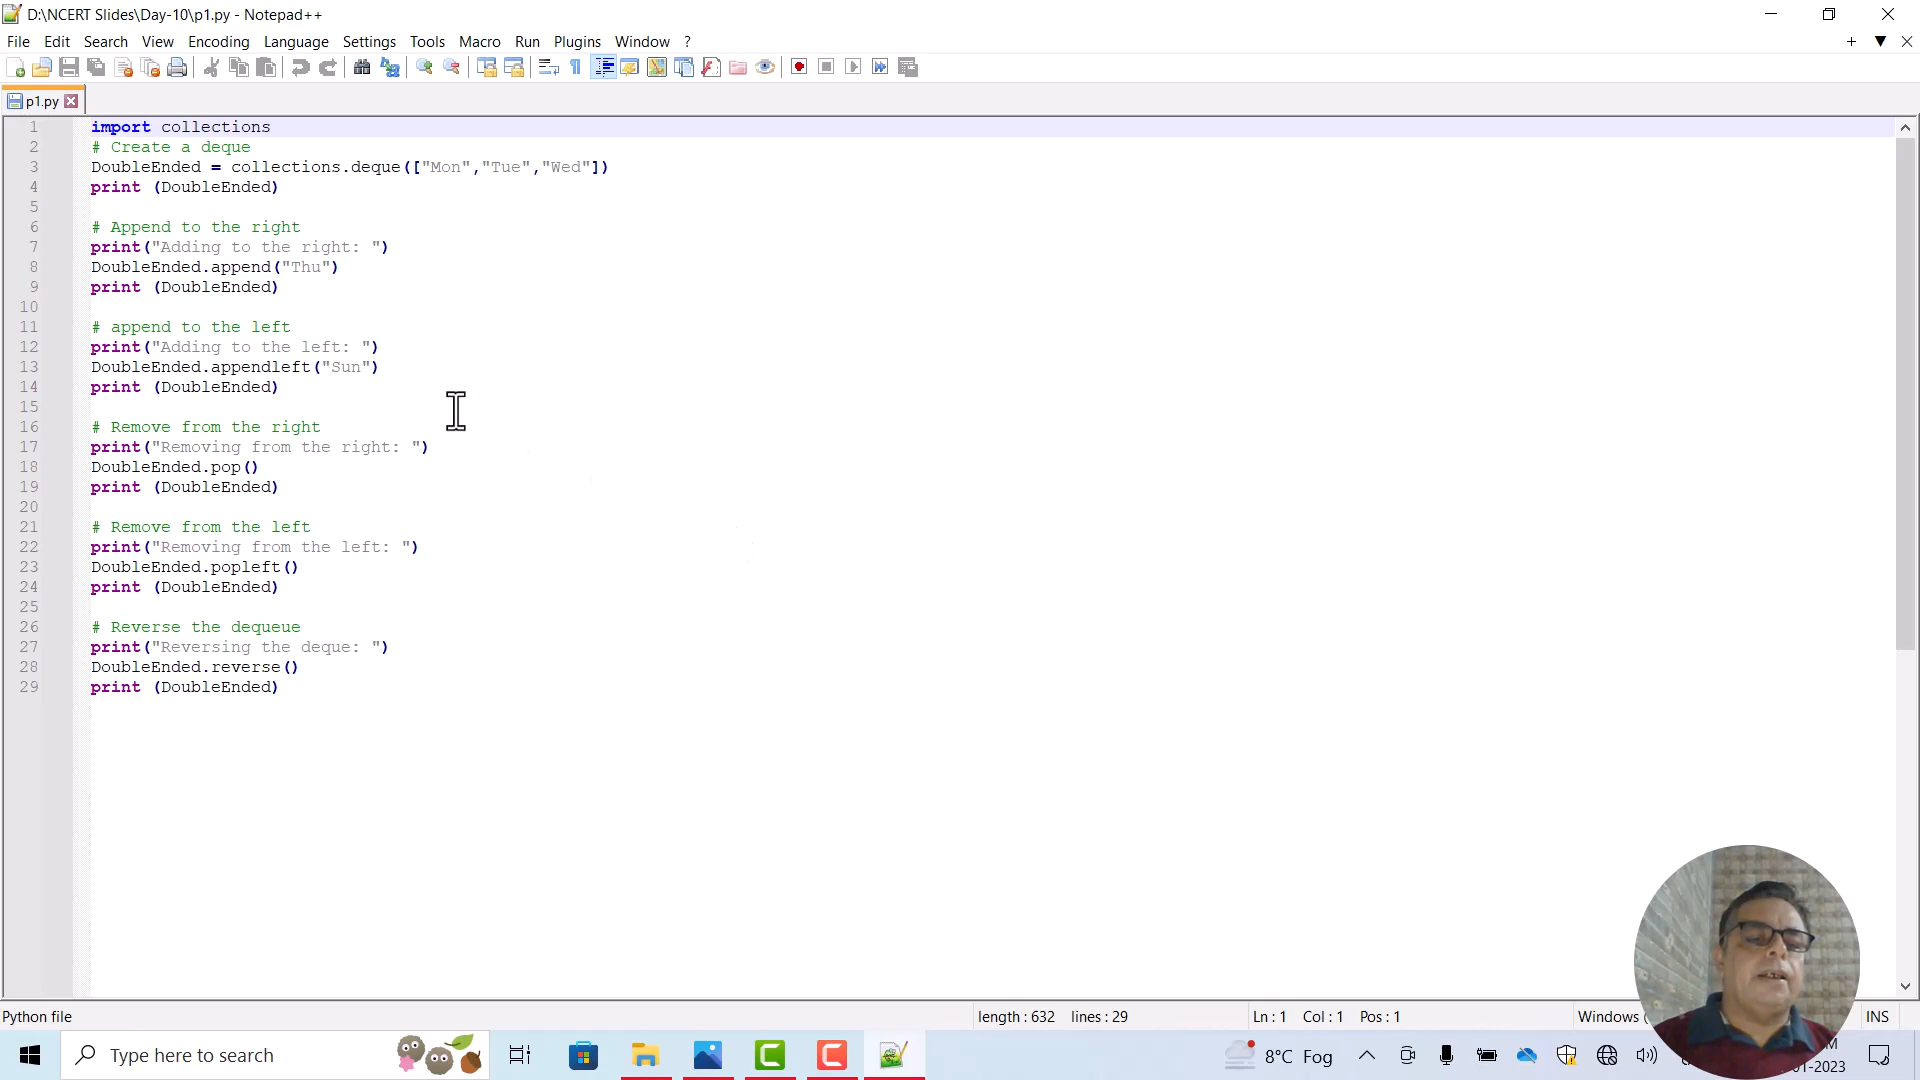 D:\NCERT Slides\Day-10\p1.py - Notepad++
File Edit Search View Encoding Language Settings Tools Macro Run Plugins Window ?
p1.py
1 import collections
2 # Create a deque
3 DoubleEnded = collections.deque(["Mon","Tue","Wed"])
4 print (DoubleEnded)
5
6 # Append to the right
7 print("Adding to the right: ")
8 DoubleEnded.append("Thu")
9 print (DoubleEnded)
10
11 # append to the left
12 print("Adding to the left: ")
13 DoubleEnded.appendleft("Sun")
14 print (DoubleEnded)
15
16 # Remove from the right
17 print("Removing from the right: ")
18 DoubleEnded.pop()
19 print (DoubleEnded)
20
21 # Remove from the left
22 print("Removing from the left: ")
23 DoubleEnded.popleft()
24 print (DoubleEnded)
25
26 # Reverse the dequeue
27 print("Reversing the deque: ")
28 DoubleEnded.reverse()
29 print (DoubleEnded)
Python file length : 632 lines : 29 Ln : 1 Col : 1 Pos : 1 Windows ( INS
Type here to search 8°C Fog
-2023